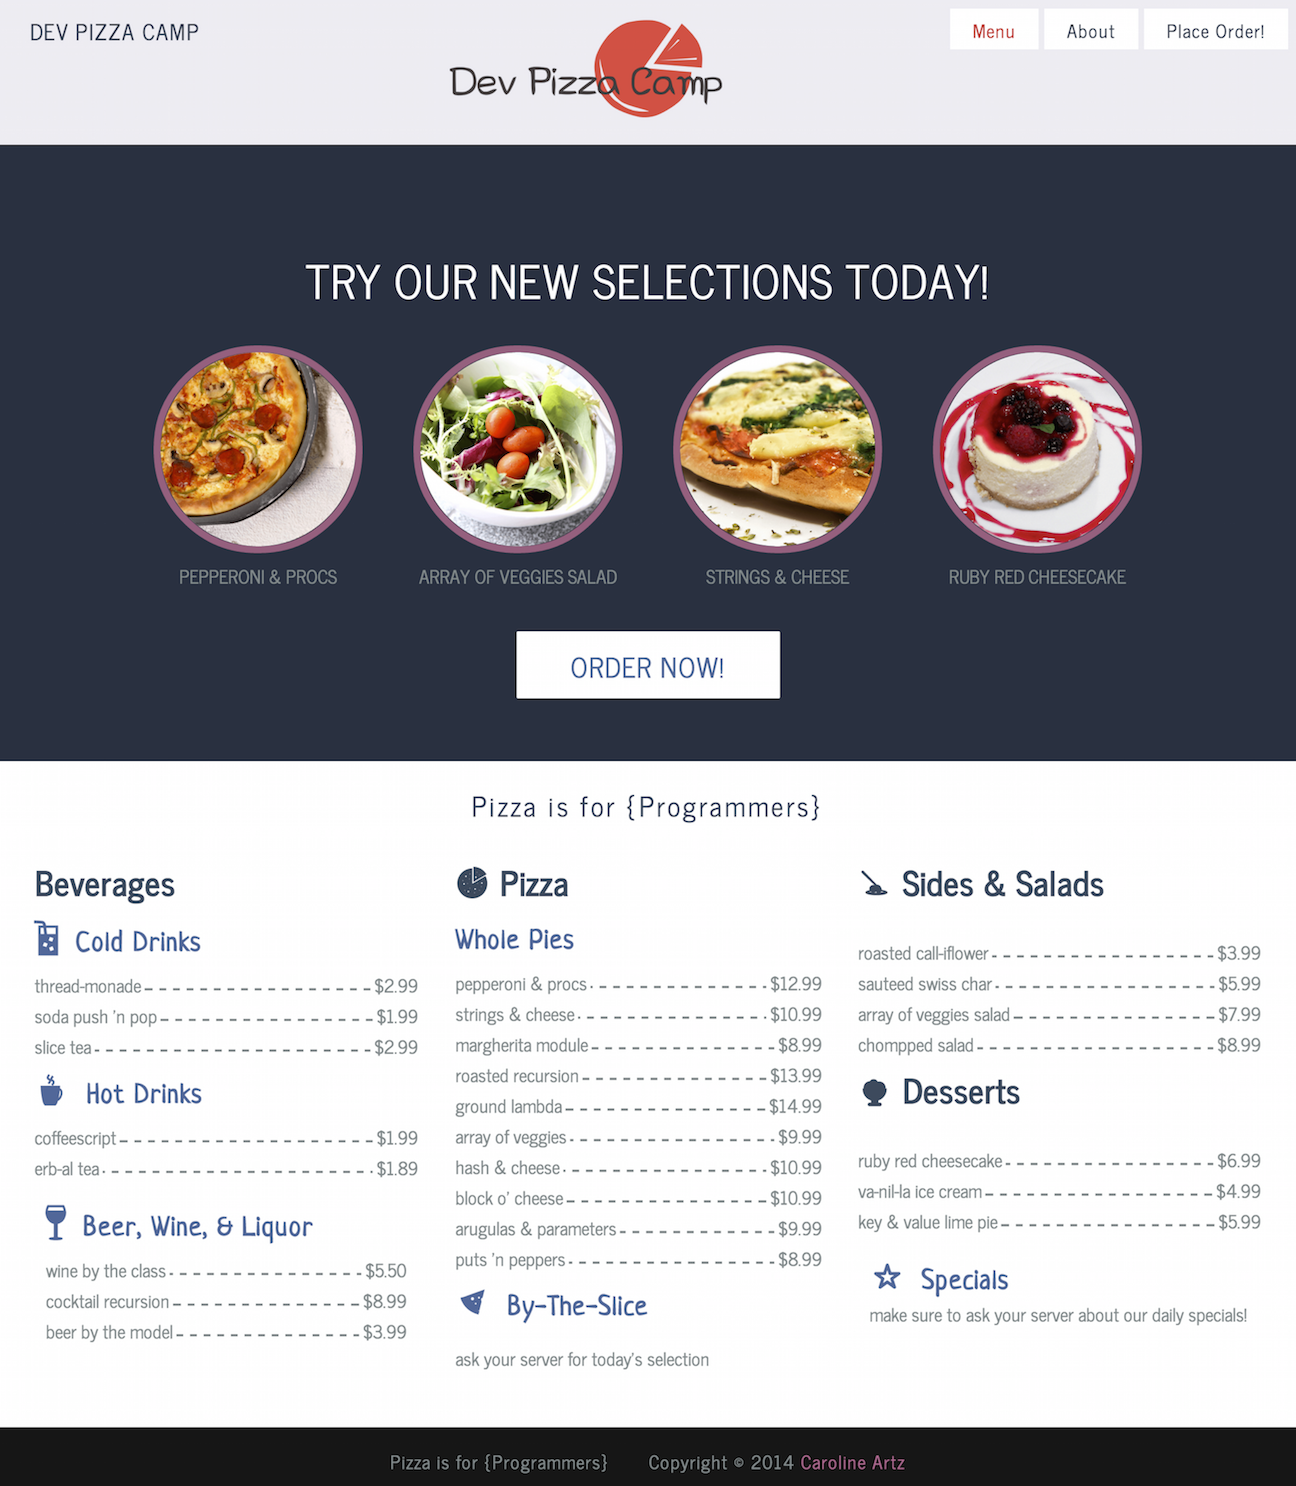 DEV PIZZA CAMP
Dev Pizza Camp
Menu
About
Place Order!
TRY OUR NEW SELECTIONS TODAY!
PEPPERONI & PROCS
ARRAY OF VEGGIES SALAD
STRINGS & CHEESE
RUBY RED CHEESECAKE
ORDER NOW!
Pizza is for {Programmers}
Beverages
Cold Drinks
thread-monade $2.99
soda push 'n pop $1.99
slice tea $2.99
Hot Drinks
coffeescript $1.99
erb-al tea $1.89
Beer, Wine, & Liquor
wine by the class $5.50
cocktail recursion $8.99
beer by the model $3.99
Pizza
Whole Pies
pepperoni & procs $12.99
strings & cheese $10.99
margherita module $8.99
roasted recursion $13.99
ground lambda $14.99
array of veggies $9.99
hash & cheese $10.99
block o' cheese $10.99
arugulas & parameters $9.99
puts 'n peppers $8.99
By-The-Slice
ask your server for today's selection
Sides & Salads
roasted call-iflower $3.99
sauteed swiss char $5.99
array of veggies salad $7.99
chompped salad $8.99
Desserts
ruby red cheesecake $6.99
va-nil-la ice cream $4.99
key & value lime pie $5.99
Specials
make sure to ask your server about our daily specials!
Pizza is for {Programmers} Copyright © 2014 Caroline Artz